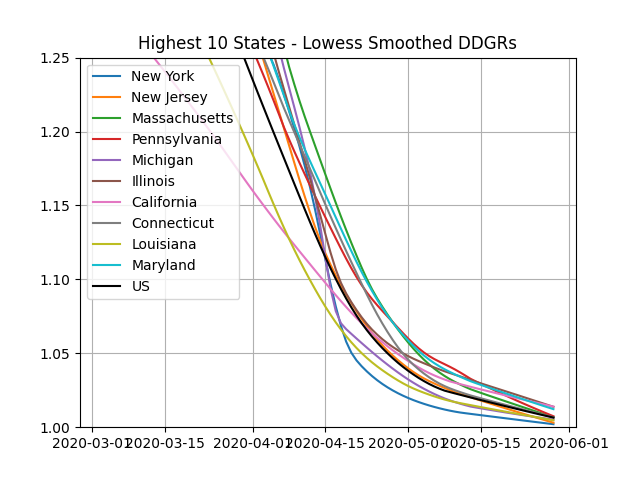 Highest 10 States - Lowess Smoothed DDGRs
1.25
1.20
1.15
1.10
1.05
1.00
New York
New Jersey
Massachusetts
Pennsylvania
Michigan
Illinois
California
Connecticut
Louisiana
Maryland
US
2020-03-01 2020-03-15 2020-04-01 2020-04-15 2020-05-01 2020-05-15 2020-06-01